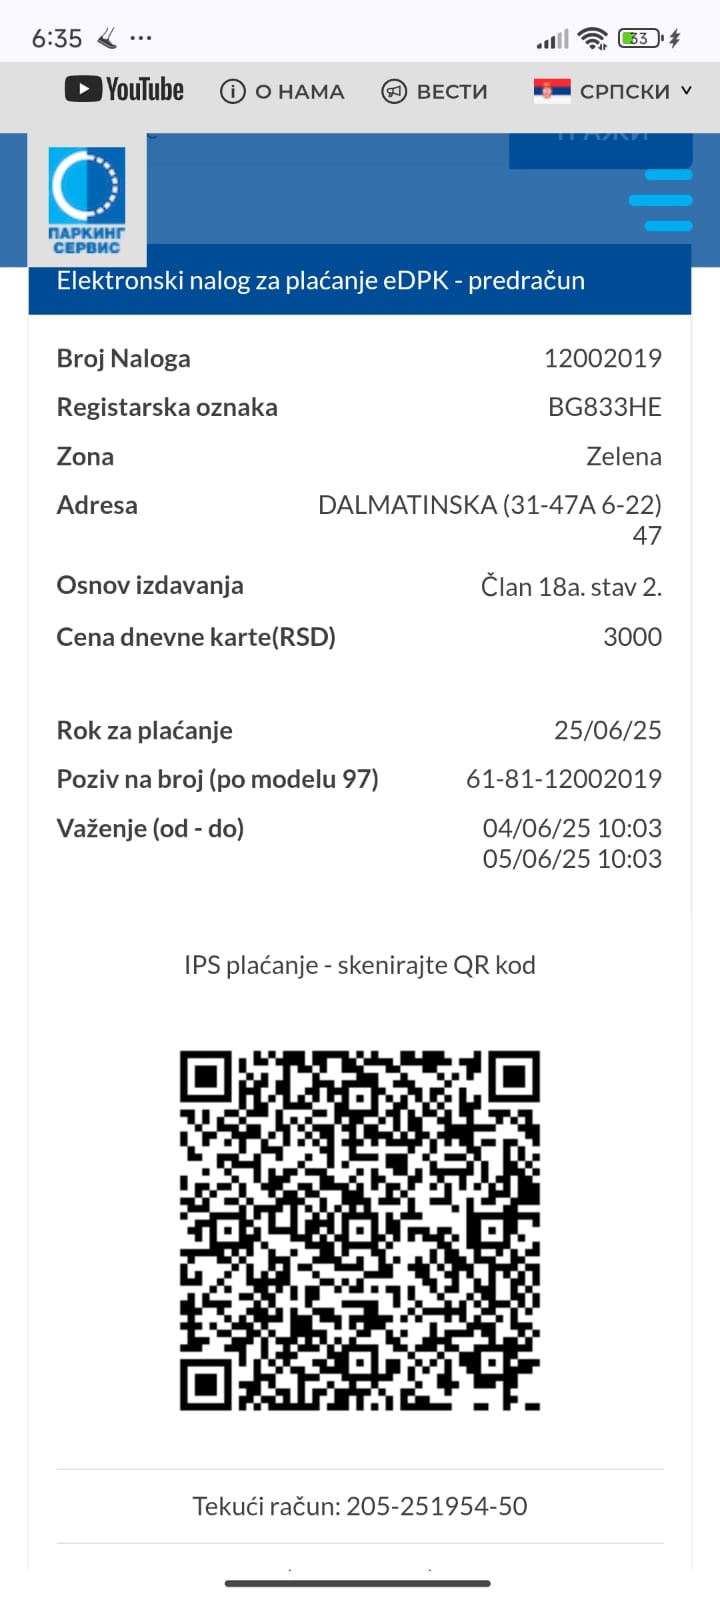 6:35
33
YouTube
О НАМА
ВЕСТИ
СРПСКИ
ПАРКИНГ
СЕРВИС
Elektronski nalog za plaćanje eDPK - predračun
Broj Naloga 12002019
Registarska oznaka BG833HE
Zona Zelena
Adresa DALMATINSKA (31-47A 6-22)
47
Osnov izdavanja Član 18a. stav 2.
Cena dnevne karte(RSD) 3000
Rok za plaćanje 25/06/25
Poziv na broj (po modelu 97) 61-81-12002019
Važenje (od - do) 04/06/25 10:03
05/06/25 10:03
IPS plaćanje - skenirajte QR kod
Tekući račun: 205-251954-50